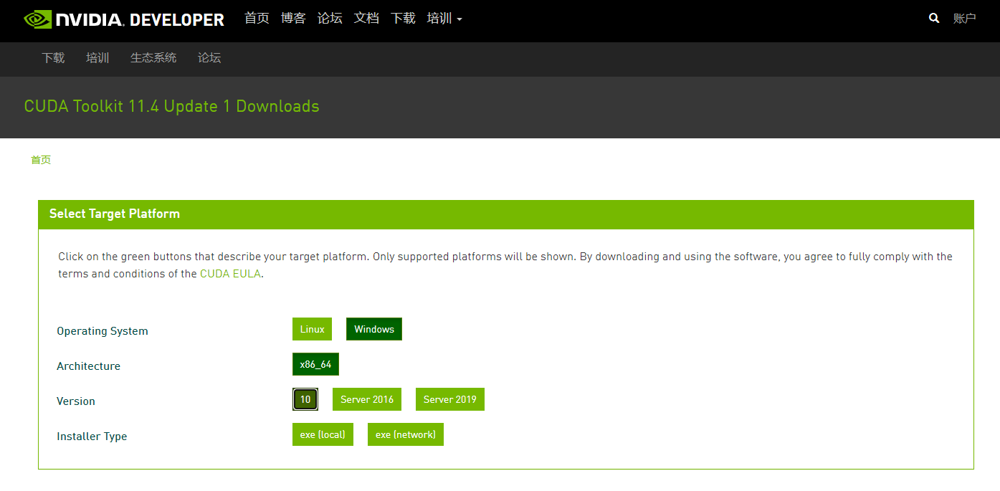 NVIDIA. DEVELOPER 首页 博客 论坛 文档 下载 培训 账户
下载 培训 生态系统 论坛
CUDA Toolkit 11.4 Update 1 Downloads
首页
Select Target Platform
Click on the green buttons that describe your target platform. Only supported platforms will be shown. By downloading and using the software, you agree to fully comply with the
terms and conditions of the CUDA EULA.
Operating System Linux Windows
Architecture x86_64
Version 10 Server 2016 Server 2019
Installer Type exe (local) exe (network)